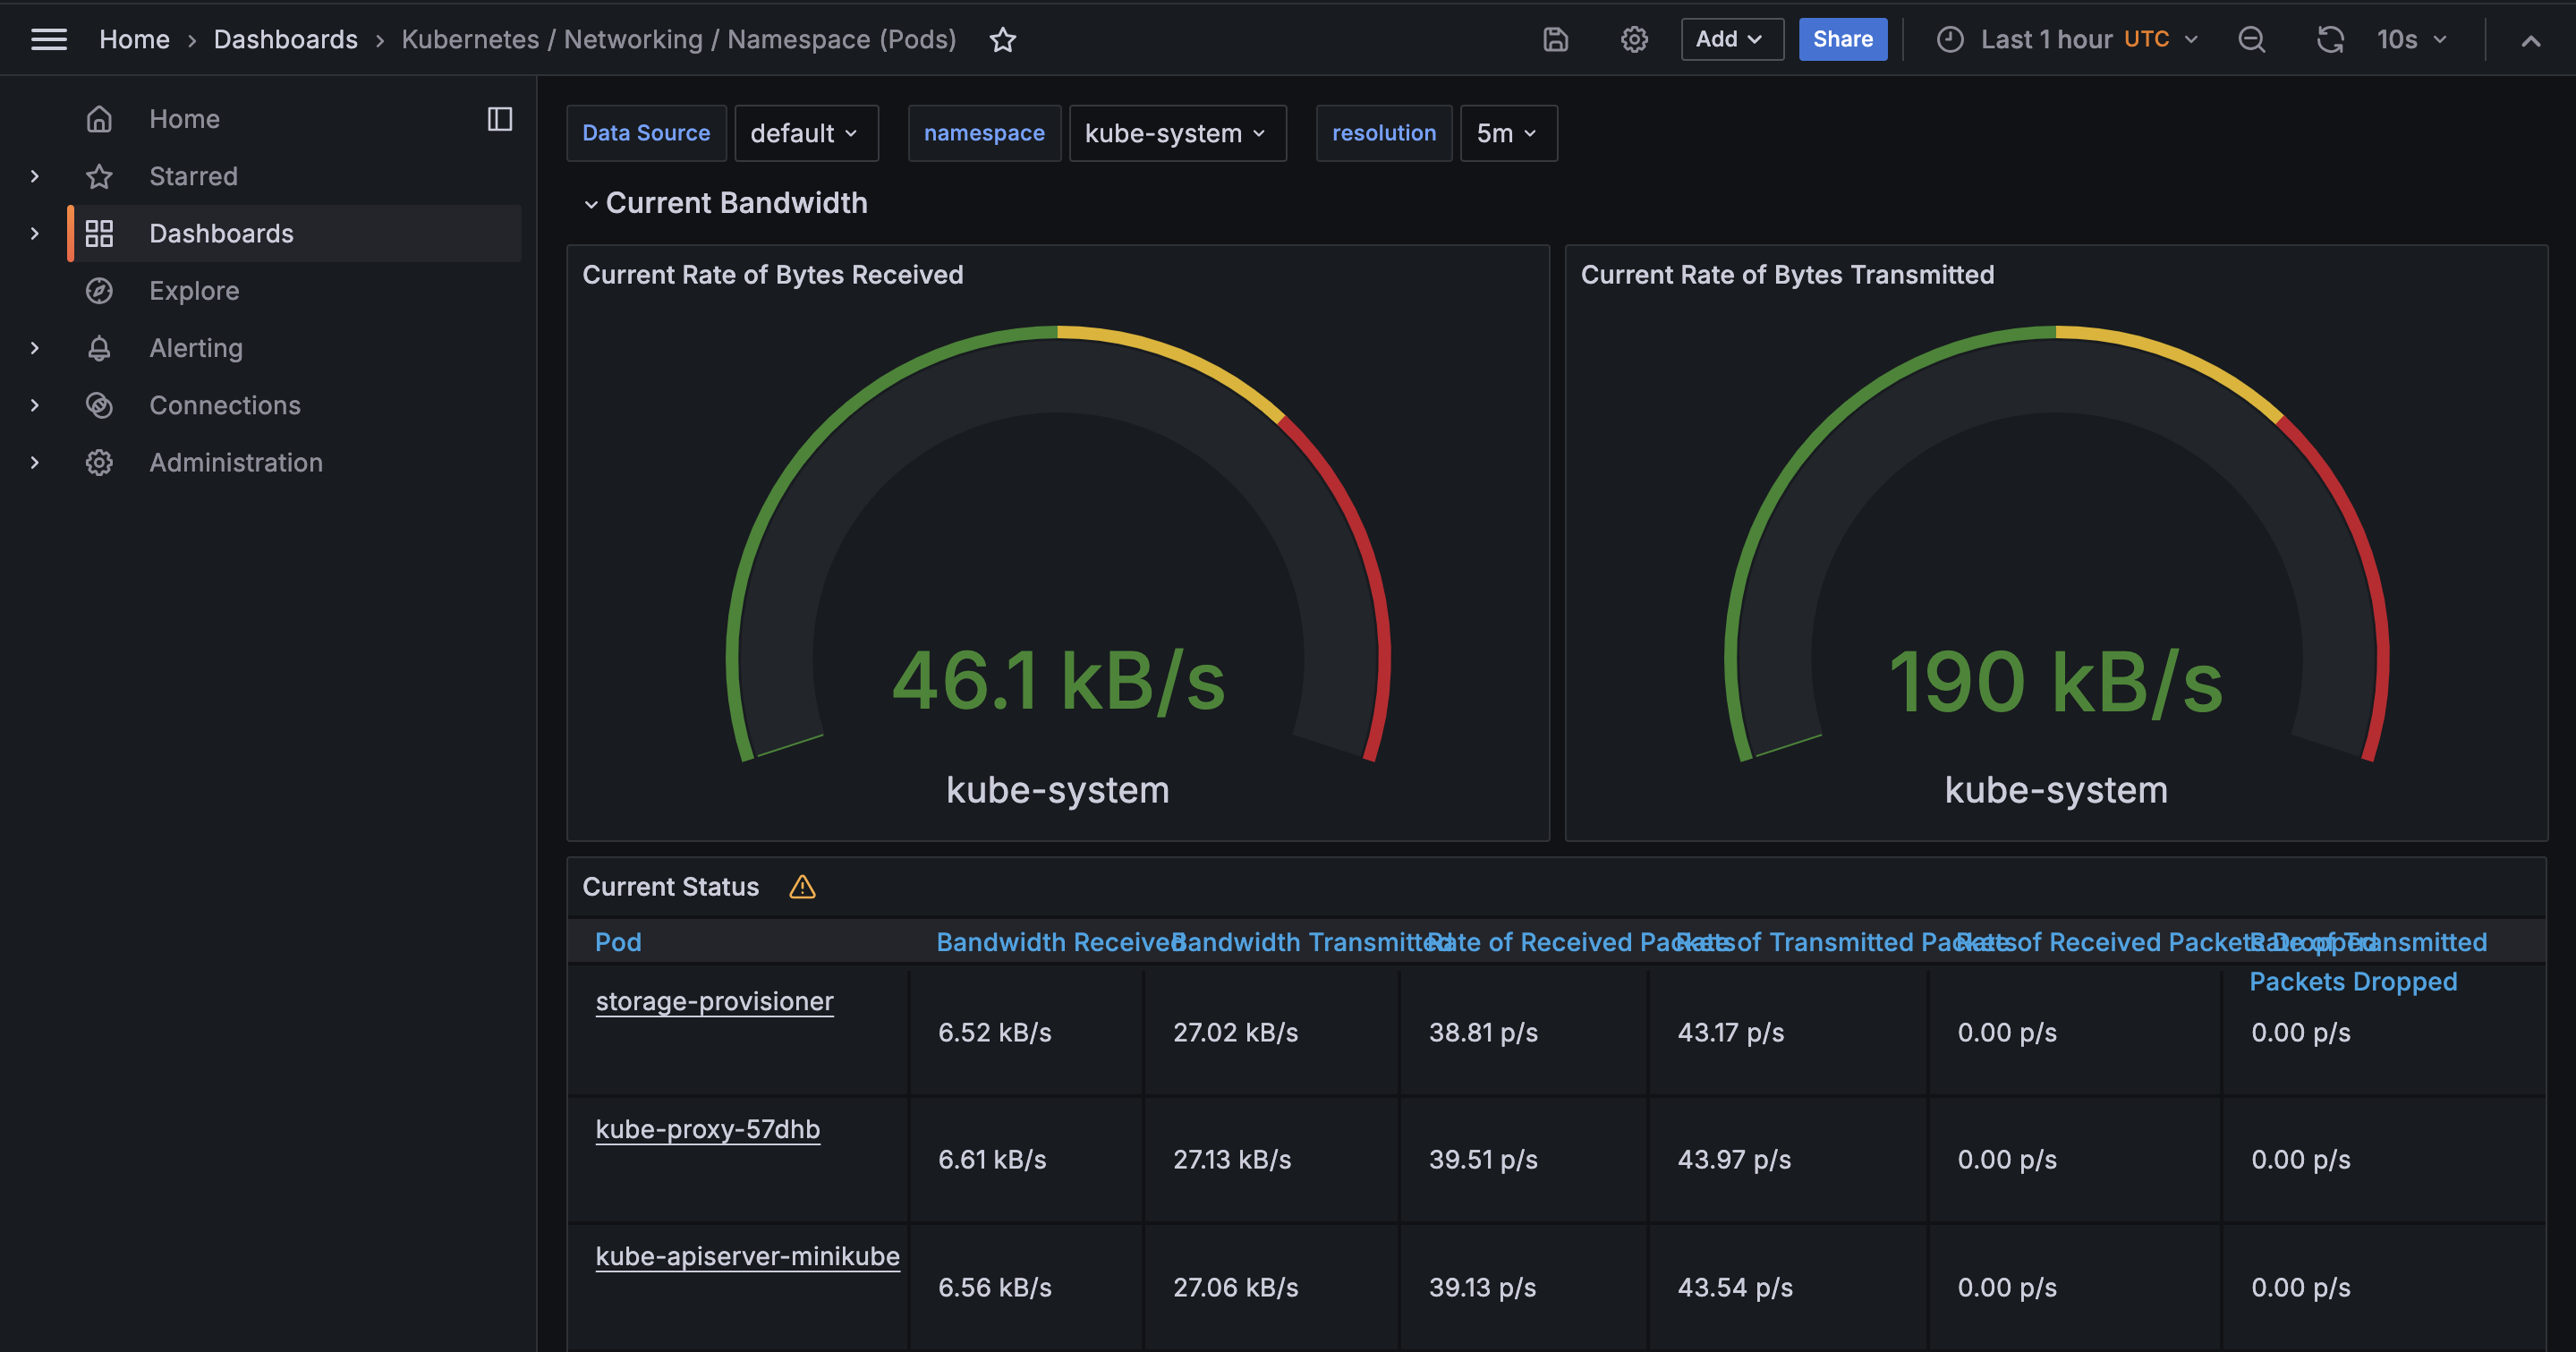 Home › Dashboards › Kubernetes / Networking / Namespace (Pods)
Add
Share
Last 1 hour UTC
10s
Home
Starred
Dashboards
Explore
Alerting
Connections
Administration
Data Source default namespace kube-system resolution 5m
Current Bandwidth
Current Rate of Bytes Received
46.1 kB/s
kube-system
Current Rate of Bytes Transmitted
190 kB/s
kube-system
Current Status
Pod Bandwidth Received Bandwidth Transmitted Rate of Received Packets Rate of Transmitted Packets Rate of Received Packets Dropped Rate of Transmitted
Packets Dropped
storage-provisioner 6.52 kB/s 27.02 kB/s 38.81 p/s 43.17 p/s 0.00 p/s 0.00 p/s
kube-proxy-57dhb 6.61 kB/s 27.13 kB/s 39.51 p/s 43.97 p/s 0.00 p/s 0.00 p/s
kube-apiserver-minikube 6.56 kB/s 27.06 kB/s 39.13 p/s 43.54 p/s 0.00 p/s 0.00 p/s